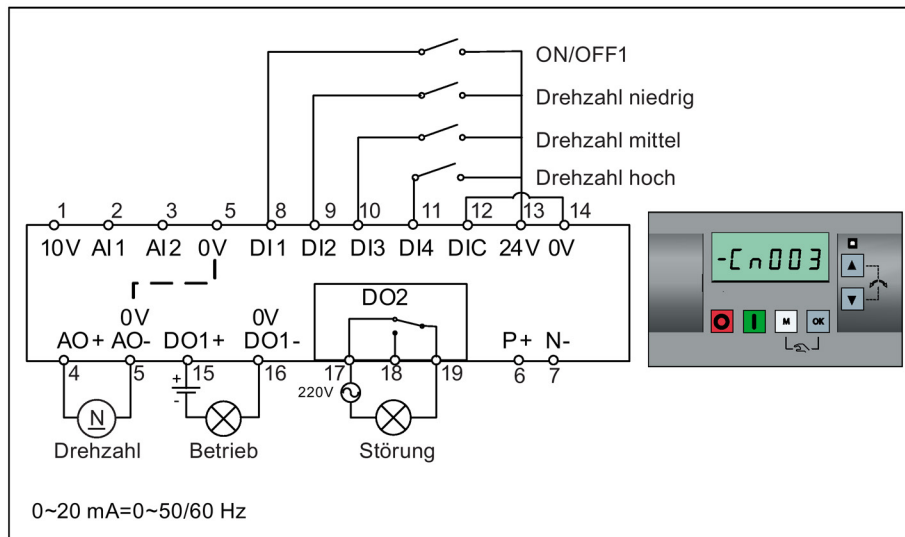 ON/OFF1
Drehzahl niedrig
Drehzahl mittel
Drehzahl hoch
1 2 3 5 8 9 10 11 12 13 14
10V AI1 AI2 0V DI1 DI2 DI3 DI4 DIC 24V 0V
-Cn003
DO2
0V 0V
AO+ AO- DO1+ DO1- P+ N-
M OK
4 5 15 16 17 18 19 6 7
+
-
220V
N
Drehzahl Betrieb Störung
0~20 mA=0~50/60 Hz